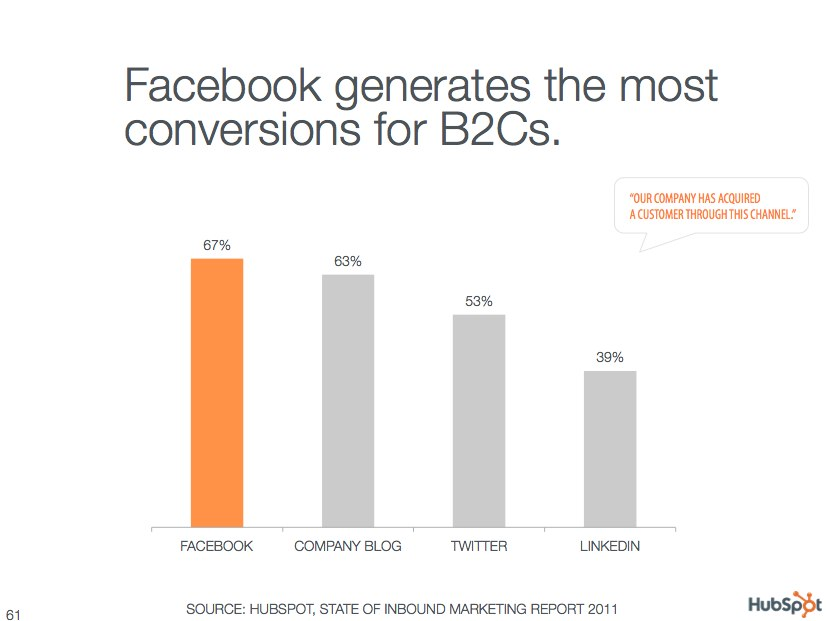 Facebook generates the most
conversions for B2Cs.
"OUR COMPANY HAS ACQUIRED
A CUSTOMER THROUGH THIS CHANNEL."
67%
63%
53%
39%
FACEBOOK
COMPANY BLOG
TWITTER
LINKEDIN
61
SOURCE: HUBSPOT, STATE OF INBOUND MARKETING REPORT 2011
HubSpot